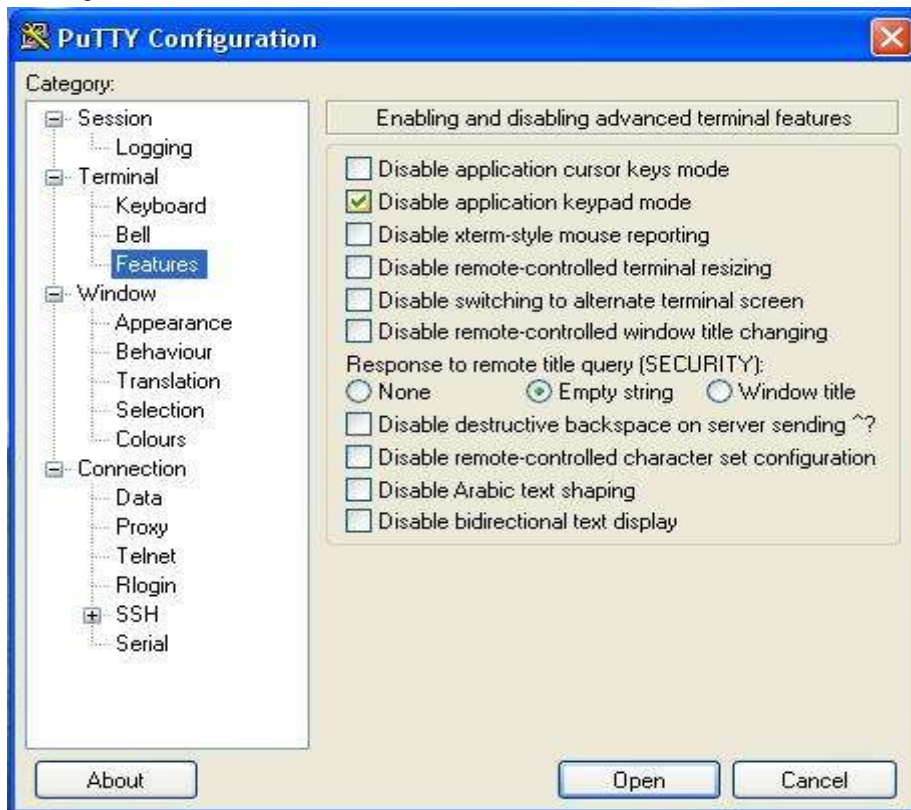 PuTTY Configuration
Category:
Session
Logging
Terminal
Keyboard
Bell
Features
Window
Appearance
Behaviour
Translation
Selection
Colours
Connection
Data
Proxy
Telnet
Rlogin
SSH
Serial
Enabling and disabling advanced terminal features
Disable application cursor keys mode
Disable application keypad mode
Disable xterm-style mouse reporting
Disable remote-controlled terminal resizing
Disable switching to alternate terminal screen
Disable remote-controlled window title changing
Response to remote title query (SECURITY):
None Empty string Window title
Disable destructive backspace on server sending ^?
Disable remote-controlled character set configuration
Disable Arabic text shaping
Disable bidirectional text display
About Open Cancel